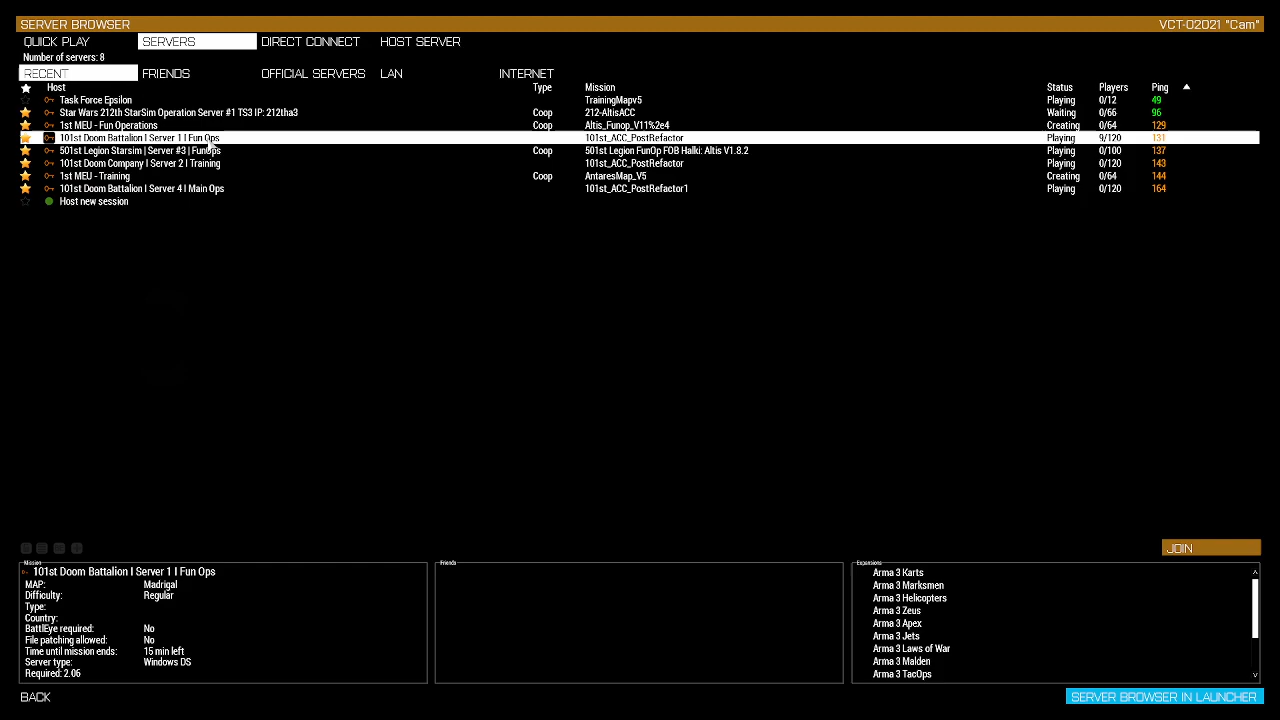 SERVER BROWSER VCT-02021 "Cam"
QUICK PLAY SERVERS DIRECT CONNECT HOST SERVER
Number of servers: 8
RECENT FRIENDS OFFICIAL SERVERS LAN INTERNET
Host Type Mission Status Players Ping
Task Force Epsilon TrainingMapv5 Playing 0/12 49
Star Wars 212th StarSim Operation Server #1 TS3 IP: 212tha3 Coop 212-AltisACC Waiting 0/66 96
1st MEU - Fun Operations Coop Altis_Funop_V11%2e4 Creating 0/64 129
101st Doom Battalion | Server 1 | Fun Ops 101st_ACC_PostRefactor Playing 9/120 131
501st Legion Starsim | Server #3 | FunOps Coop 501st Legion FunOp FOB Halki: Altis V1.8.2 Playing 0/100 137
101st Doom Company | Server 2 | Training 101st_ACC_PostRefactor Playing 0/120 143
1st MEU - Training Coop AntaresMap_V5 Creating 0/64 144
101st Doom Battalion | Server 4 | Main Ops 101st_ACC_PostRefactor1 Playing 0/120 164
Host new session
JOIN
Mission
101st Doom Battalion | Server 1 | Fun Ops
MAP: Madrigal
Difficulty: Regular
Type:
Country:
BattlEye required: No
File patching allowed: No
Time until mission ends: 15 min left
Server type: Windows DS
Required: 2.06
Friends
Expansions
Arma 3 Karts
Arma 3 Marksmen
Arma 3 Helicopters
Arma 3 Zeus
Arma 3 Apex
Arma 3 Jets
Arma 3 Laws of War
Arma 3 Malden
Arma 3 TacOps
BACK SERVER BROWSER IN LAUNCHER